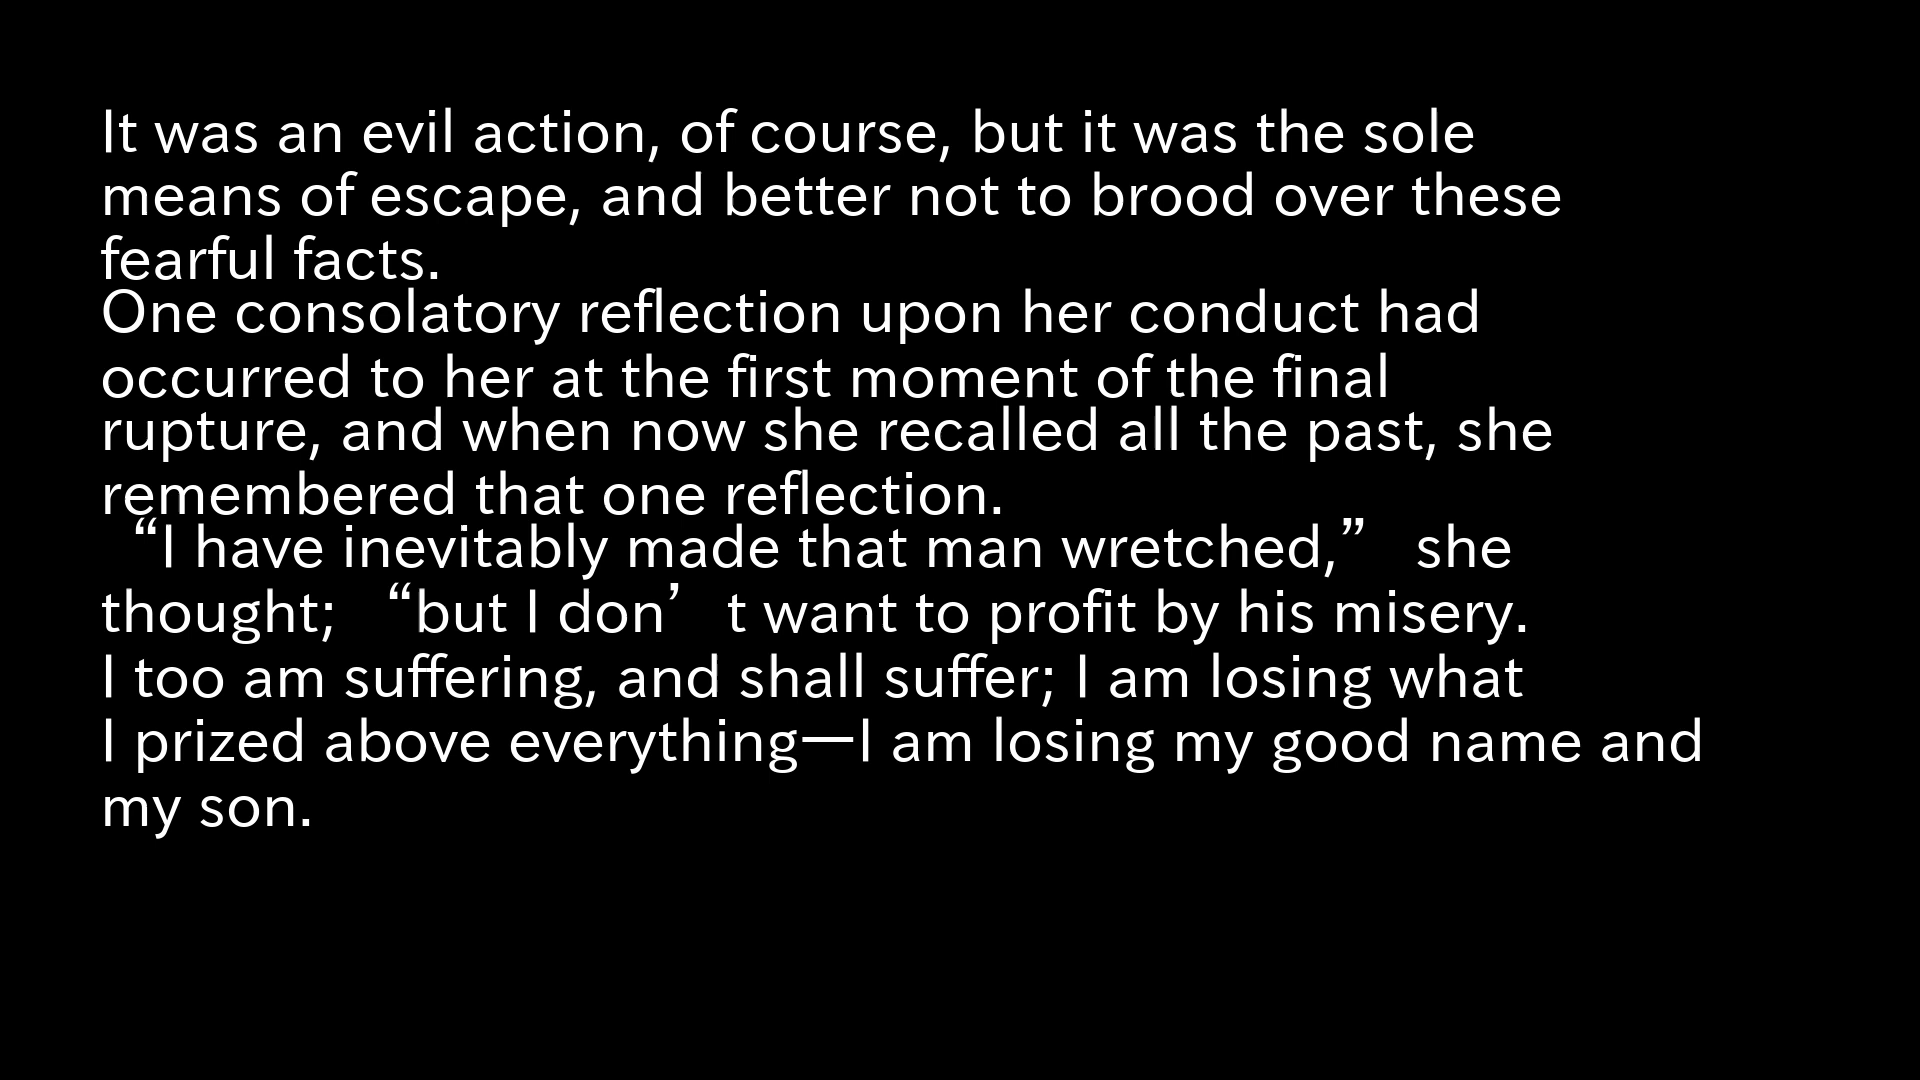 It was an evil action, of course, but it was the sole
means of escape, and better not to brood over these
fearful facts.
One consolatory reflection upon her conduct had
occurred to her at the first moment of the final
rupture, and when now she recalled all the past, she
remembered that one reflection.
“I have inevitably made that man wretched,” she
thought; “but I don’t want to profit by his misery.
I too am suffering, and shall suffer; I am losing what
I prized above everything—I am losing my good name and
my son.